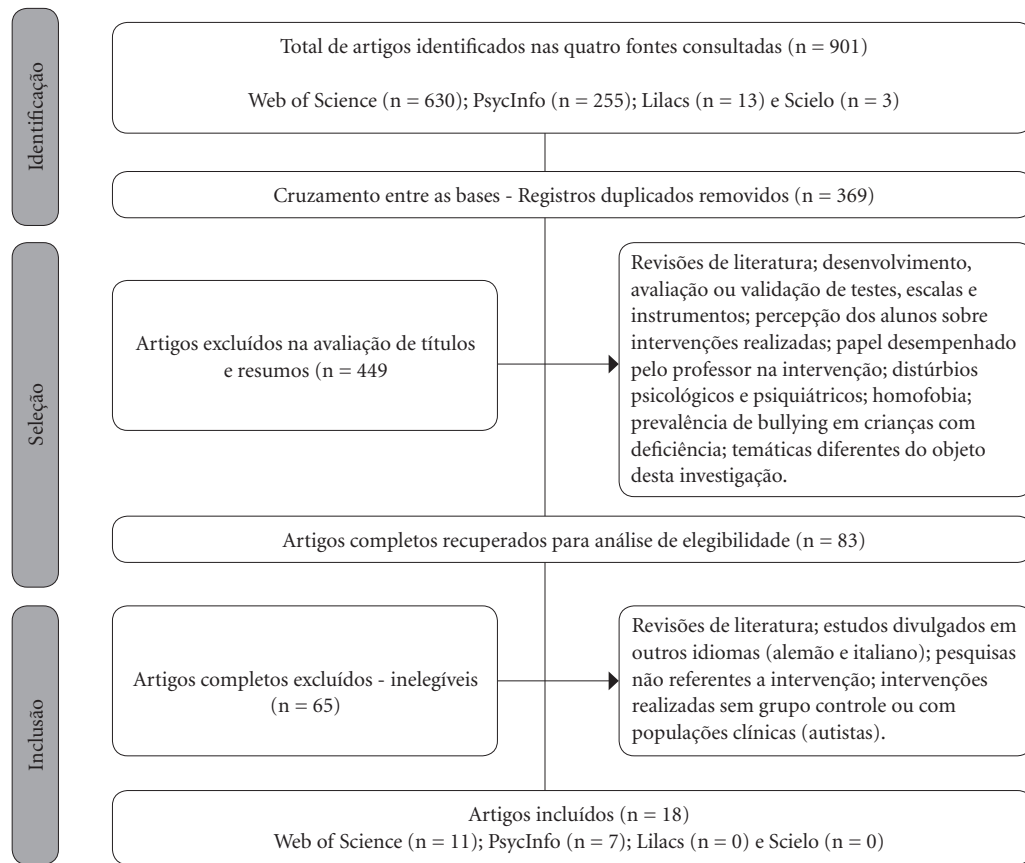 Identificação
Total de artigos identificados nas quatro fontes consultadas (n = 901)
Web of Science (n = 630); PsycInfo (n = 255); Lilacs (n = 13) e Scielo (n = 3)
Cruzamento entre as bases - Registros duplicados removidos (n = 369)
Seleção
Artigos excluídos na avaliação de títulos
e resumos (n = 449
Revisões de literatura; desenvolvimento,
avaliação ou validação de testes, escalas e
instrumentos; percepção dos alunos sobre
intervenções realizadas; papel desempenhado
pelo professor na intervenção; distúrbios
psicológicos e psiquiátricos; homofobia;
prevalência de bullying em crianças com
deficiência; temáticas diferentes do objeto
desta investigação.
Artigos completos recuperados para análise de elegibilidade (n = 83)
Inclusão
Artigos completos excluídos - inelegíveis
(n = 65)
Revisões de literatura; estudos divulgados em
outros idiomas (alemão e italiano); pesquisas
não referentes a intervenção; intervenções
realizadas sem grupo controle ou com
populações clínicas (autistas).
Artigos incluídos (n = 18)
Web of Science (n = 11); PsycInfo (n = 7); Lilacs (n = 0) e Scielo (n = 0)